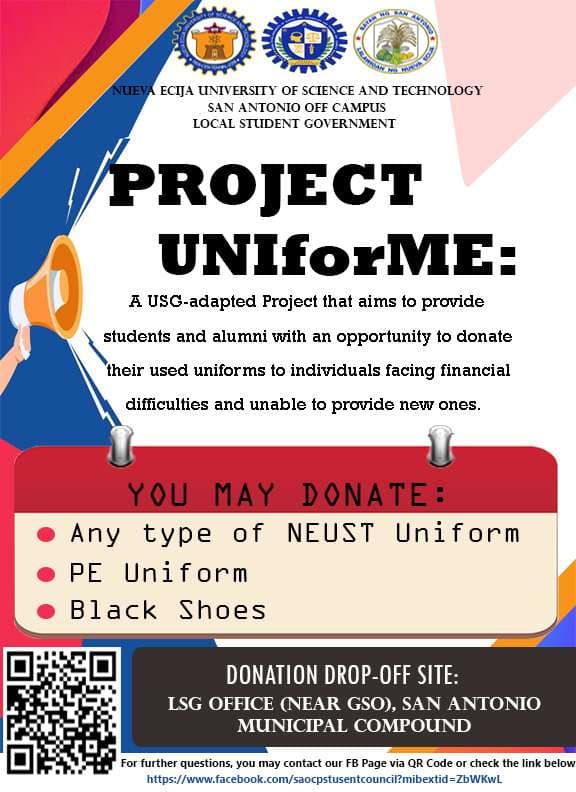 NUEVA ECIJA UNIVERSITY OF SCIENCE AND TECHNOLOGY
SAN ANTONIO OFF CAMPUS
LOCAL STUDENT GOVERNMENT
PROJECT
UNIforME:
A USG-adapted Project that aims to provide
students and alumni with an opportunity to donate
their used uniforms to individuals facing financial
difficulties and unable to provide new ones.
YOU MAY DONATE:
Any type of NEUST Uniform
PE Uniform
Black Shoes
DONATION DROP-OFF SITE:
LSG OFFICE (NEAR GSO), SAN ANTONIO
MUNICIPAL COMPOUND
For further questions, you may contact our FB Page via QR Code or check the link below
https://www.facebook.com/saocpstusentcouncil?mibextid=ZbWKwL